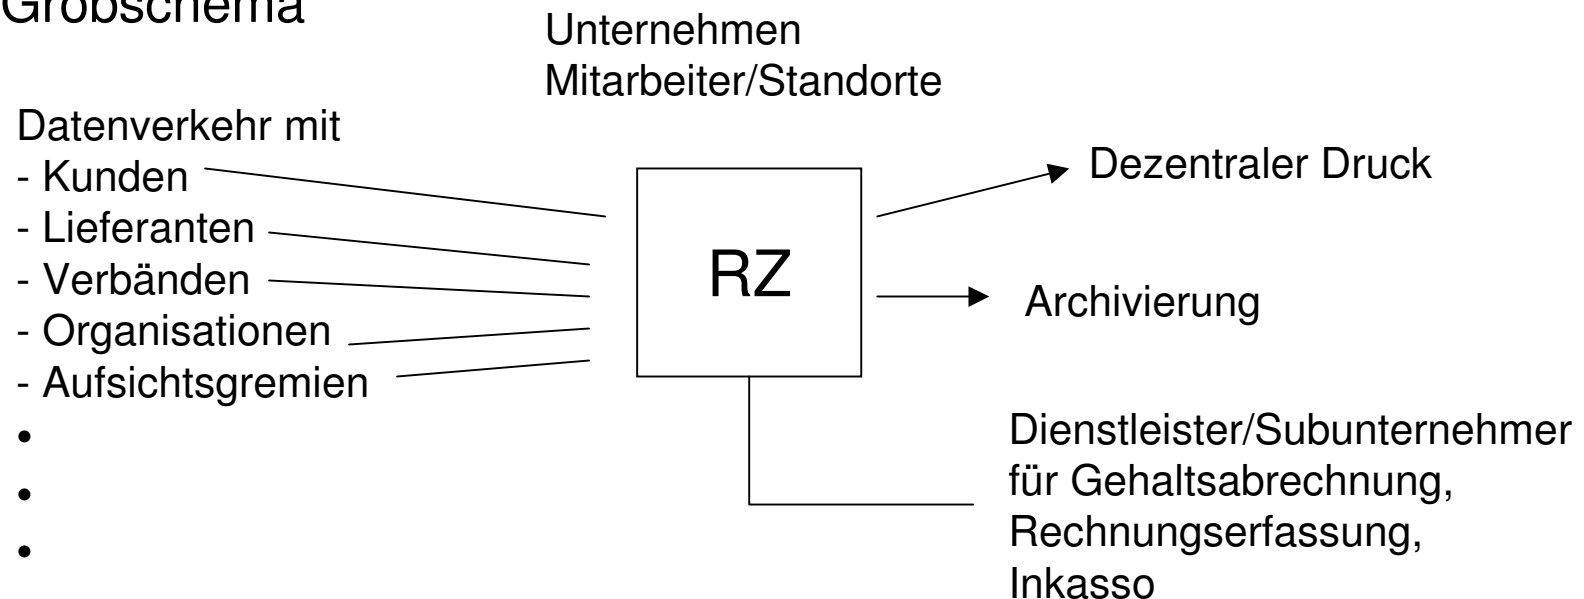 Grobschema
Unternehmen
Mitarbeiter/Standorte
Datenverkehr mit
- Kunden
- Lieferanten
- Verbänden
- Organisationen
- Aufsichtsgremien
•
•
•
RZ
Dezentraler Druck
Archivierung
Dienstleister/Subunternehmer
für Gehaltsabrechnung,
Rechnungserfassung,
Inkasso